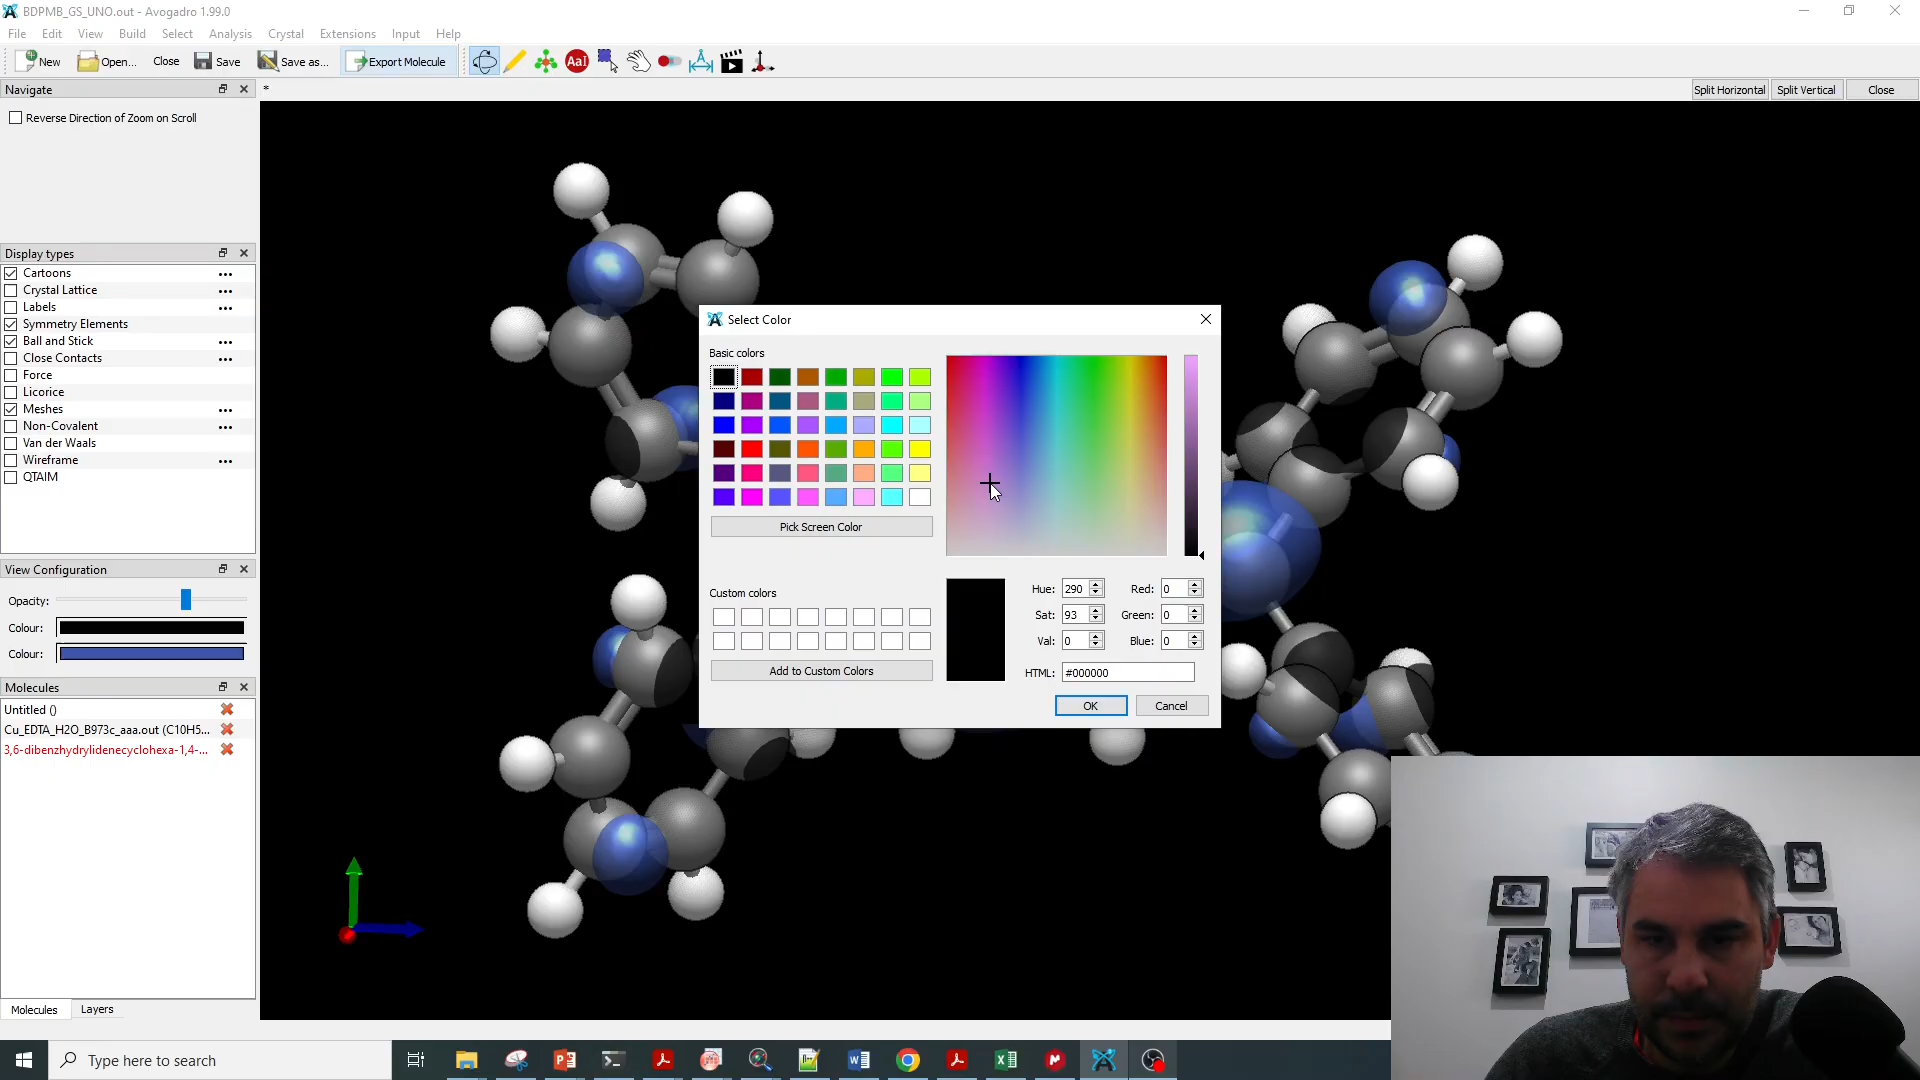 BDPMB_GS_UNO.out - Avogadro 1.99.0
File Edit View Build Select Analysis Crystal Extensions Input Help
New Open... Close Save Save as... Export Molecule AaI
Navigate
*
Split Horizontal Split Vertical Close
Reverse Direction of Zoom on Scroll
Display types
Cartoons
Crystal Lattice
Labels
Symmetry Elements
Ball and Stick
Close Contacts
Force
Licorice
Meshes
Non-Covalent
Van der Waals
Wireframe
QTAIM
View Configuration
Opacity:
Colour:
Colour:
Molecules
Untitled ()
Cu_EDTA_H2O_B973c_aaa.out (C10H5...
3,6-dibenzhydrylidenecyclohexa-1,4-...
Molecules Layers
Select Color
Basic colors
Pick Screen Color
Custom colors
Add to Custom Colors
Hue: 290 Red: 0
Sat: 93 Green: 0
Val: 0 Blue: 0
HTML: #000000
OK Cancel
Type here to search